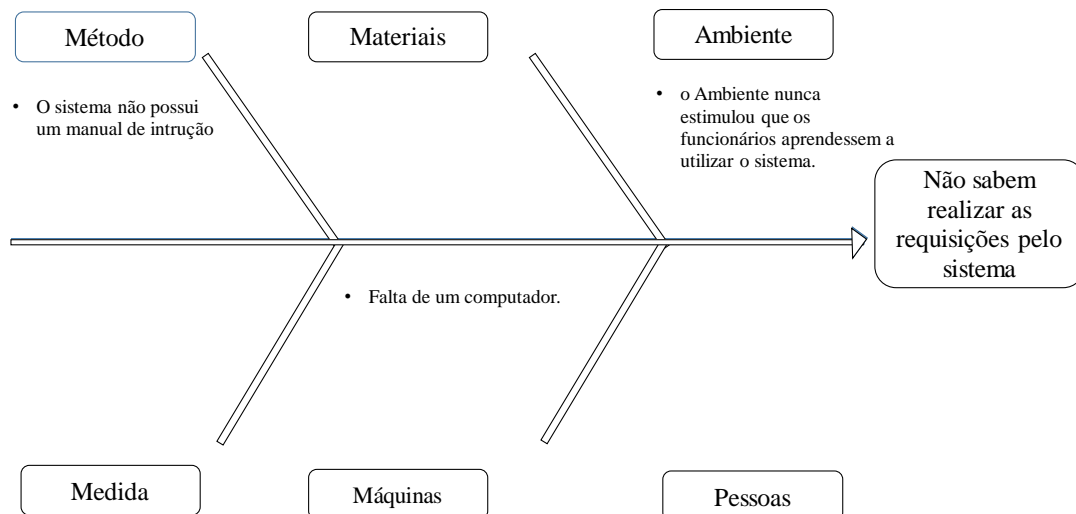 Método
Materiais
Ambiente
• O sistema não possui
um manual de intrução
• o Ambiente nunca
estimulou que os
funcionários aprendessem a
utilizar o sistema.
Não sabem
realizar as
requisições pelo
sistema
• Falta de um computador.
Medida
Máquinas
Pessoas